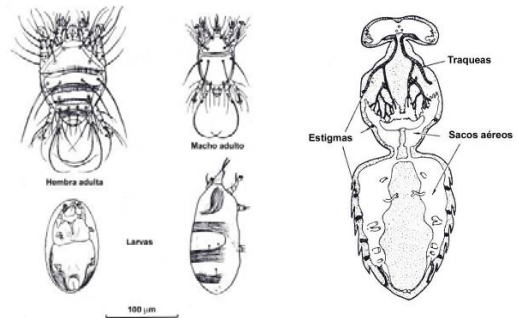 Hembra adulta
Macho adulto
Larvas
100 µm
Traqueas
Estigmas
Sacos aéreos